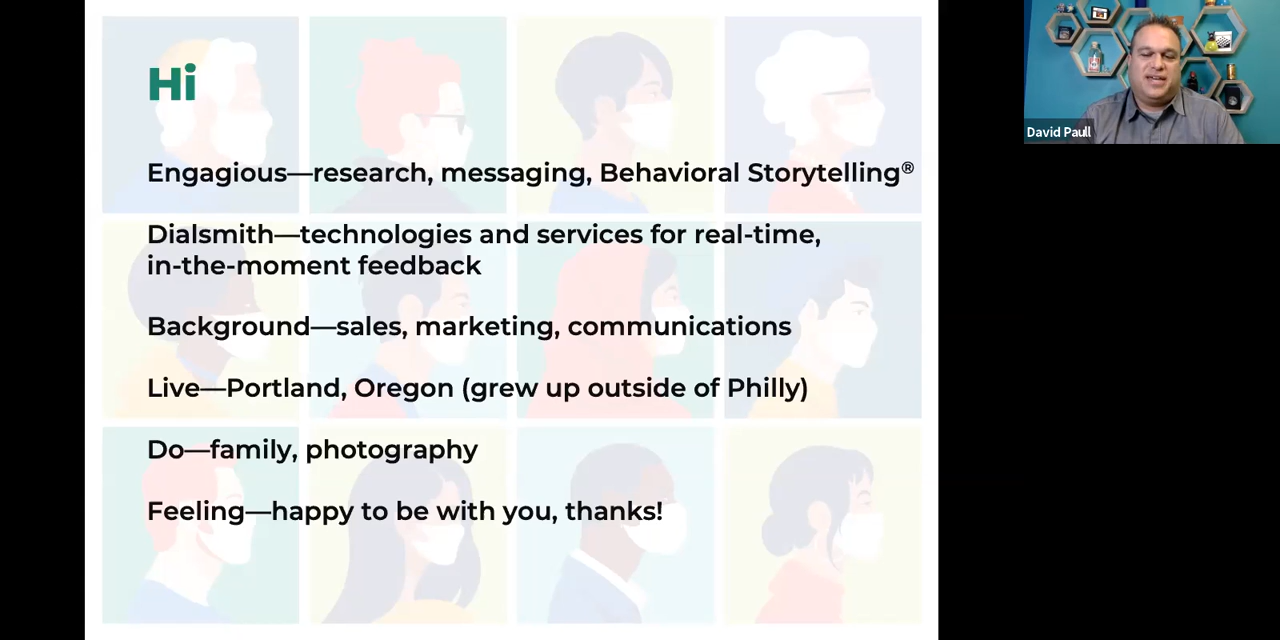 Hi
Engagious—research, messaging, Behavioral Storytelling®
Dialsmith—technologies and services for real-time,
in-the-moment feedback
Background—sales, marketing, communications
Live—Portland, Oregon (grew up outside of Philly)
Do—family, photography
Feeling—happy to be with you, thanks!
David Paull